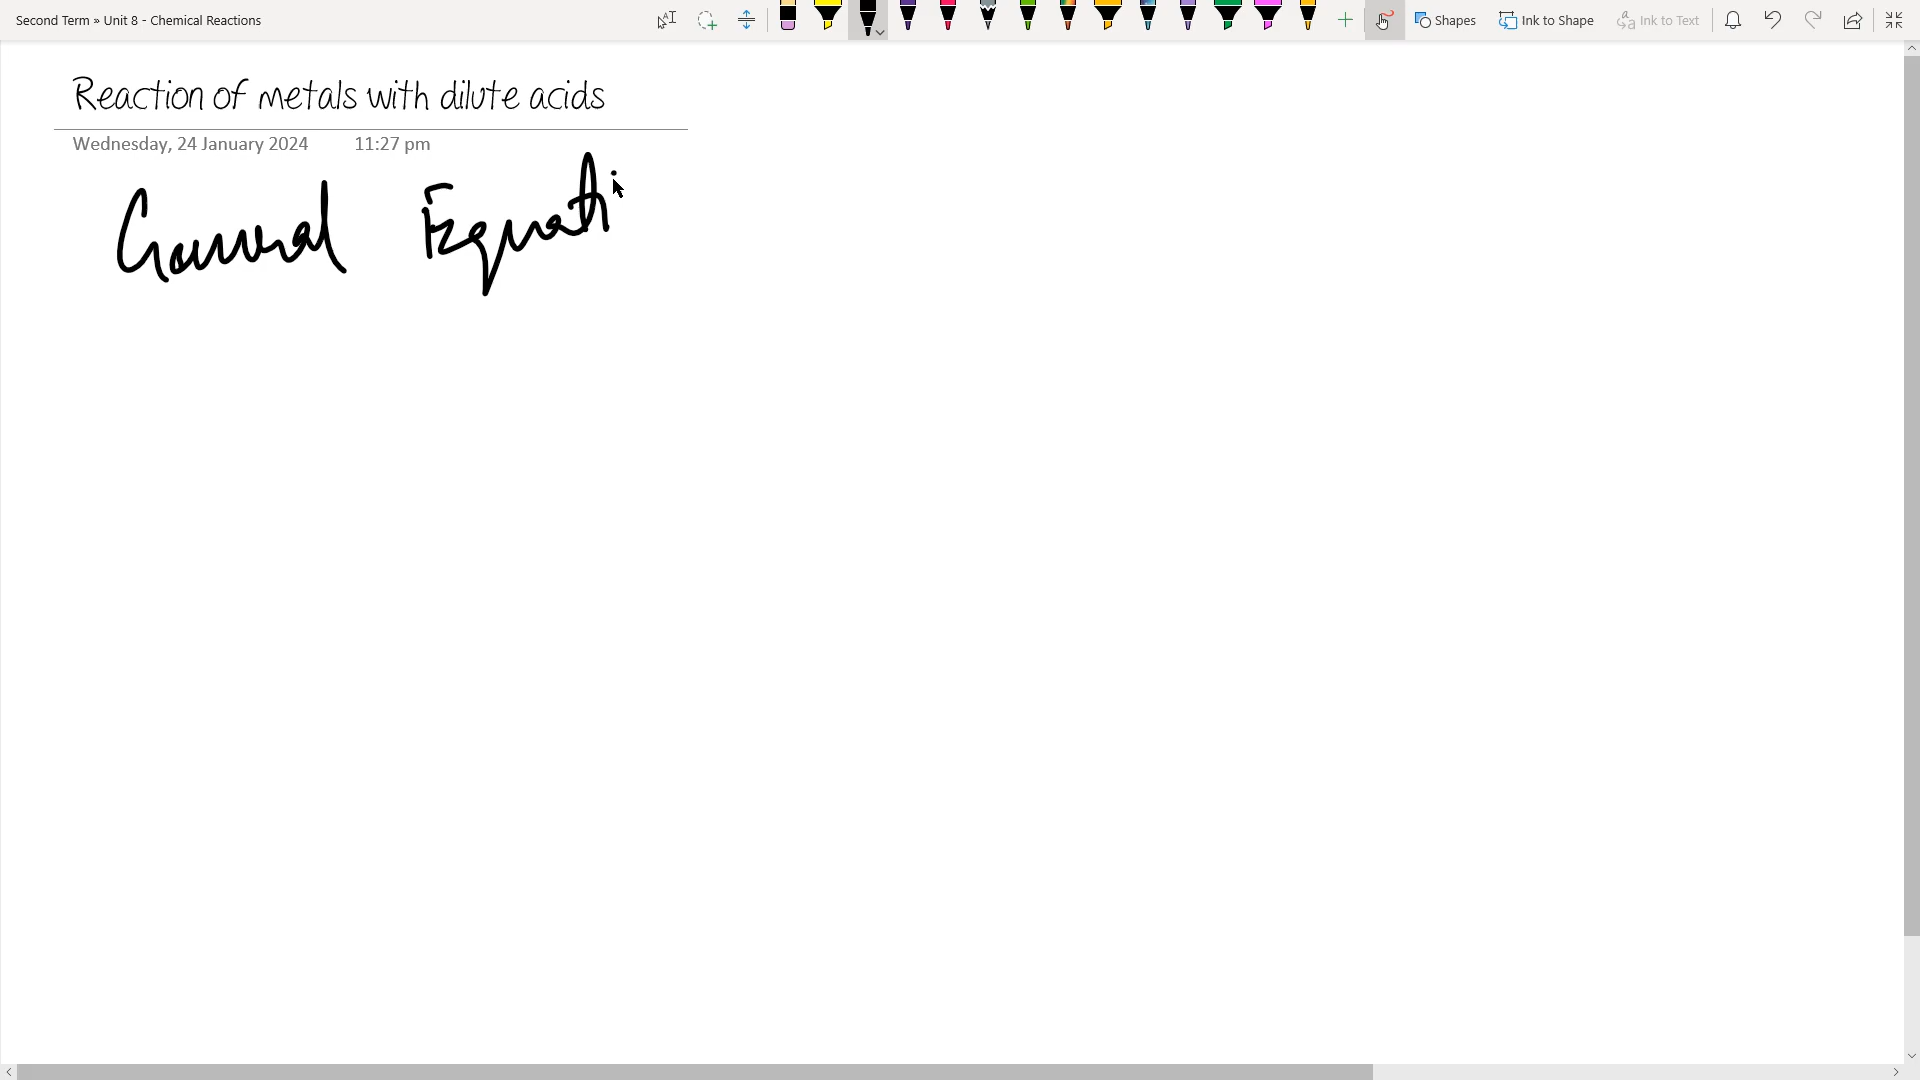 Second Term » Unit 8 - Chemical Reactions
Shapes
Ink to Shape
Ink to Text
Reaction of metals with dilute acids
Wednesday, 24 January 2024 11:27 pm
General Equati